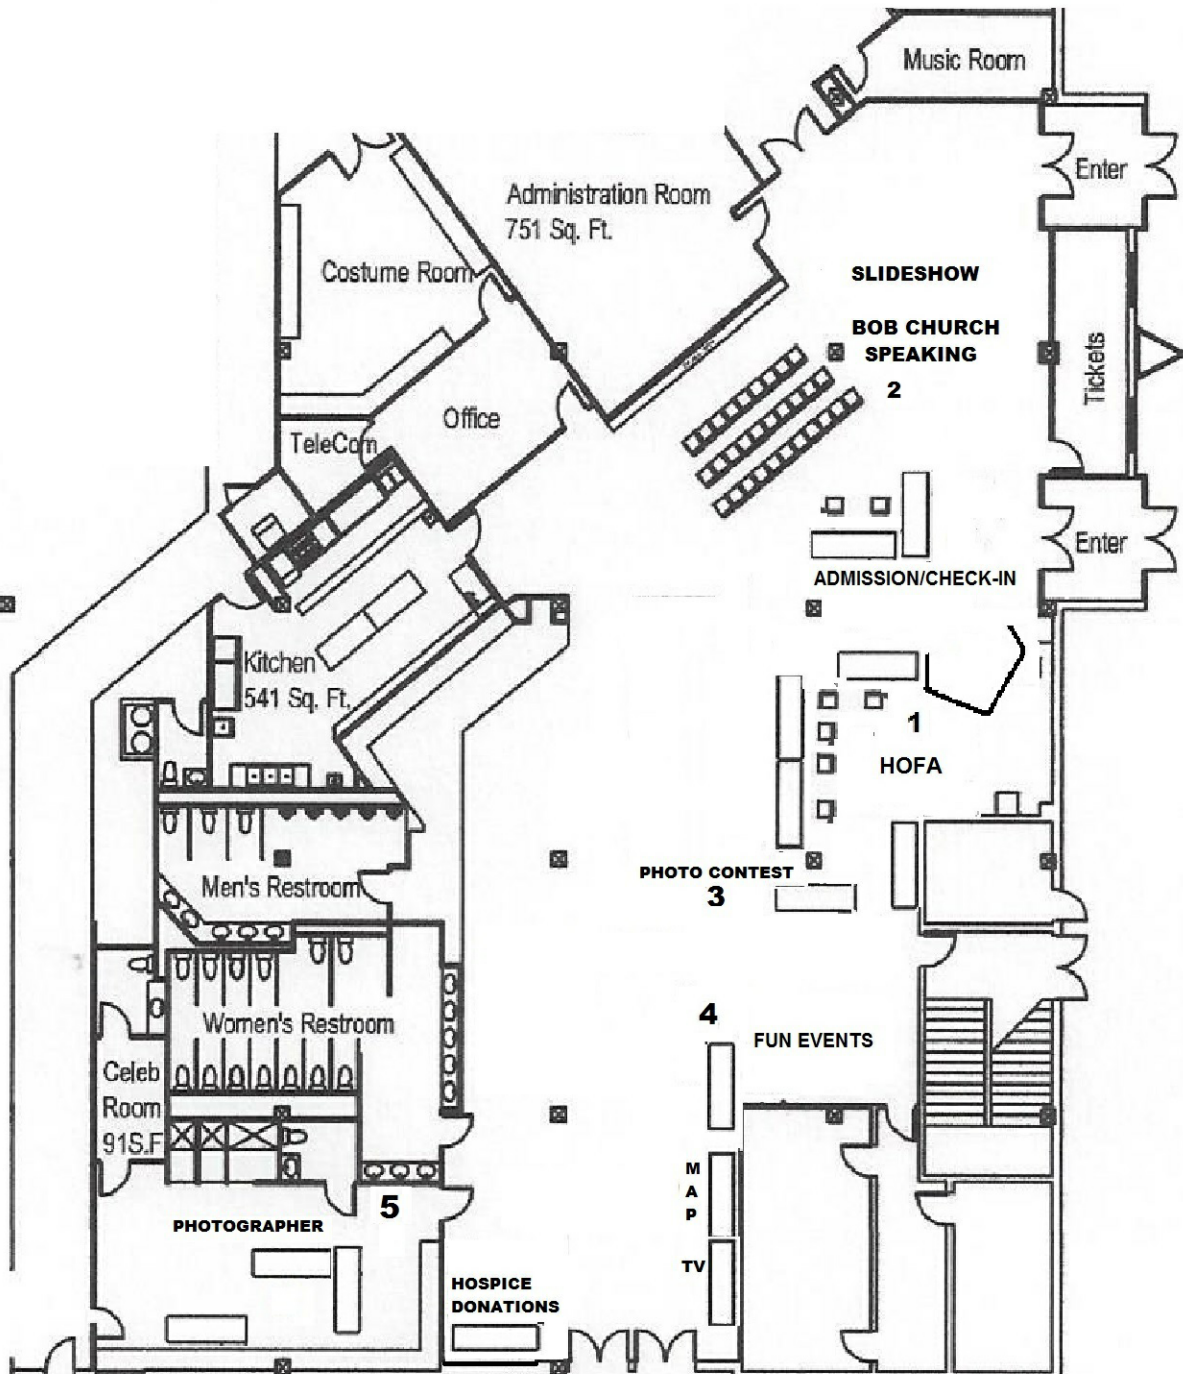 Music Room
Enter
Administration Room
751 Sq. Ft.
Costume Room
SLIDESHOW
BOB CHURCH
SPEAKING
2
Tickets
Office
TeleCom
Enter
ADMISSION/CHECK-IN
Kitchen
541 Sq. Ft.
1
HOFA
PHOTO CONTEST
3
Men's Restroom
Women's Restroom
4
FUN EVENTS
Celeb
Room
91S.F
MAP
5
PHOTOGRAPHER
TV
HOSPICE
DONATIONS